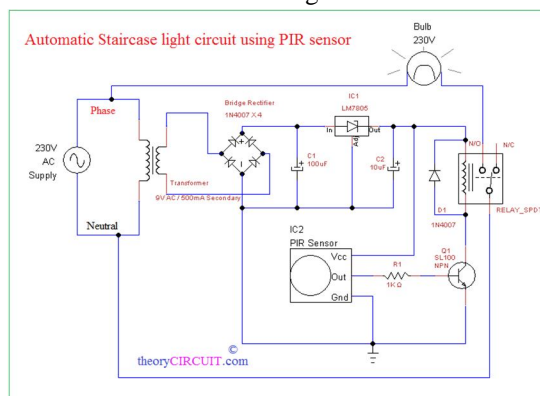 Automatic Staircase light circuit using PIR sensor
Bulb
230V
Phase
Bridge Rectifier
1N4007 X 4
IC1
LM7805
In
Out
Adj
N/O
N/C
230V
AC
Supply
C1
100uF
C2
10uF
Transformer
9V AC / 500mA Secondary
D1
1N4007
RELAY_SPDT
Neutral
IC2
PIR Sensor
Vcc
Out
Gnd
R1
1K Ω
Q1
SL100
NPN
©
theoryCIRCUIT.com